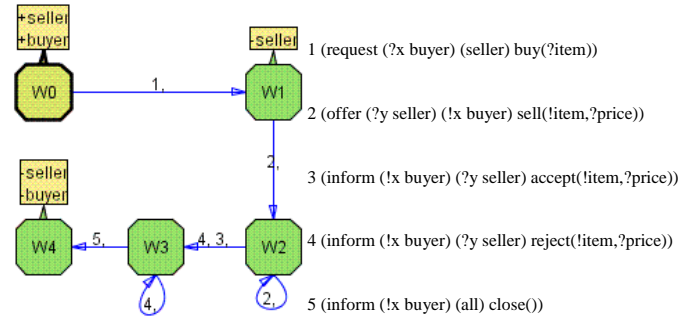 +seller
+buyer
-seller
1 (request (?x buyer) (seller) buy(?item))
W0
1,
W1
2 (offer (?y seller) (!x buyer) sell(!item,?price))
2,
-seller
-buyer
3 (inform (!x buyer) (?y seller) accept(!item,?price))
W4
5,
W3
4, 3,
W2
4 (inform (!x buyer) (?y seller) reject(!item,?price))
4,
2,
5 (inform (!x buyer) (all) close())